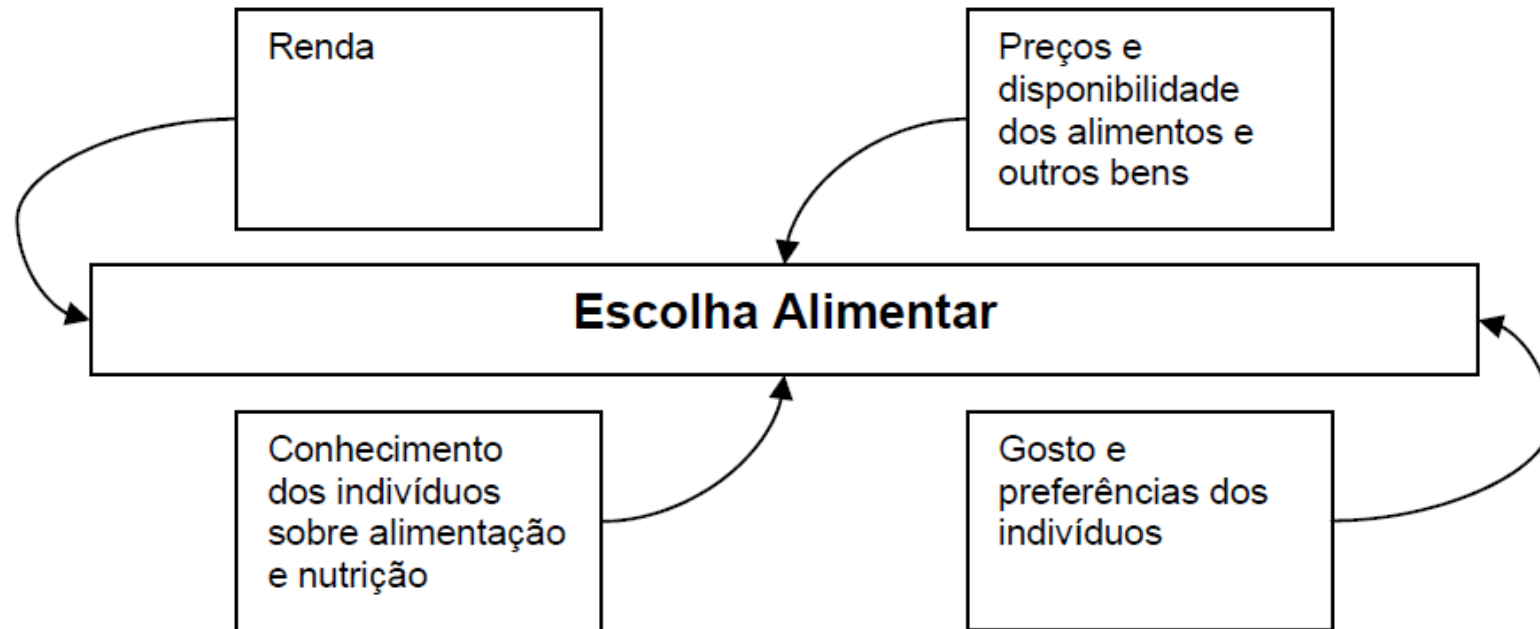 Renda
Preços e
disponibilidade
dos alimentos e
outros bens
Escolha Alimentar
Conhecimento
dos indivíduos
sobre alimentação
e nutrição
Gosto e
preferências dos
indivíduos